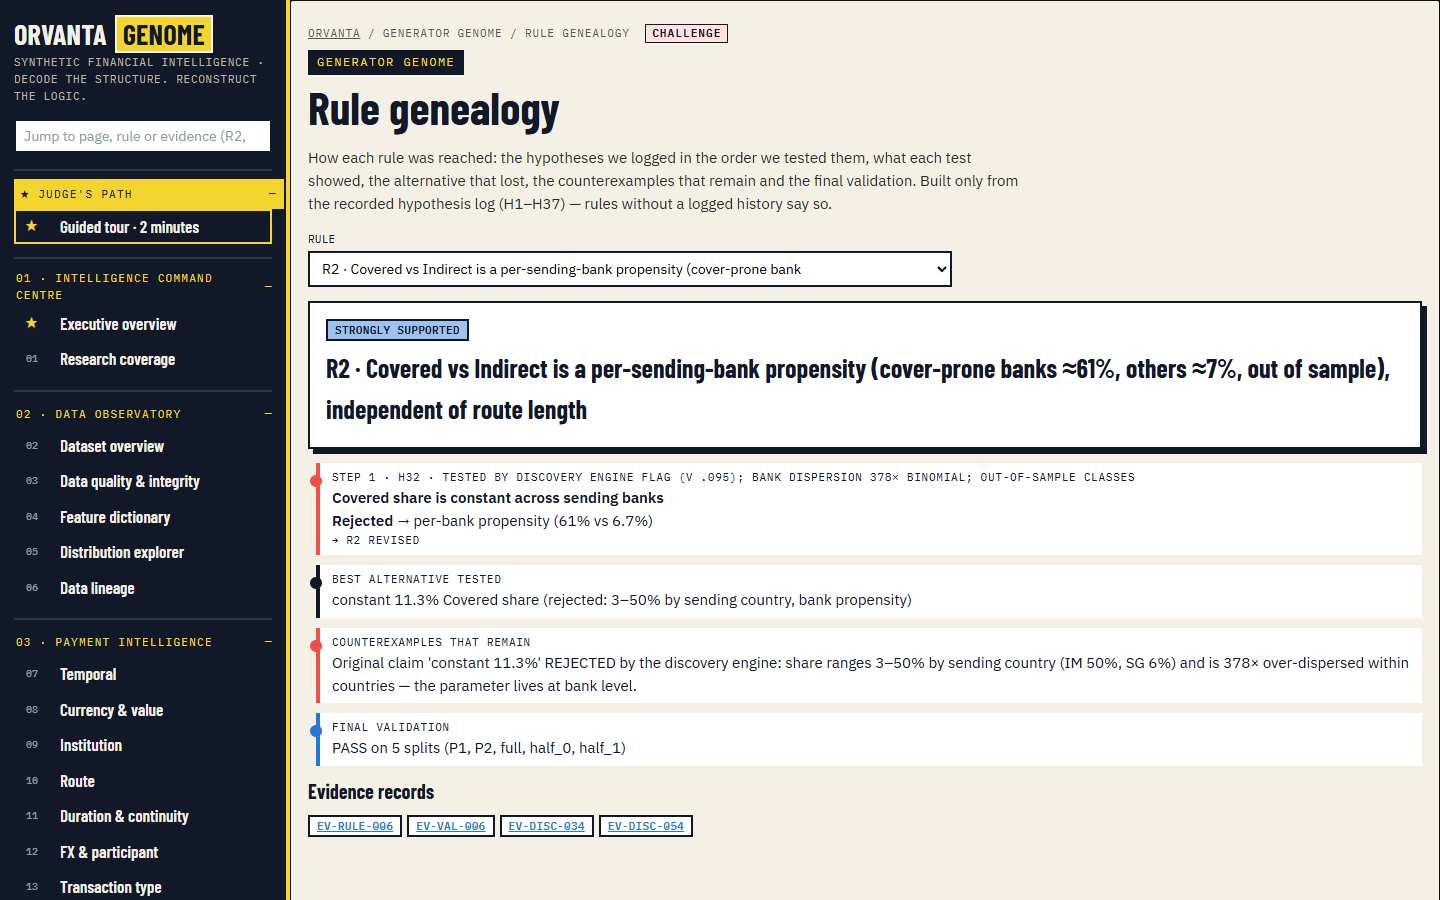 ORVANTA GENOME
SYNTHETIC FINANCIAL INTELLIGENCE ·
DECODE THE STRUCTURE. RECONSTRUCT
THE LOGIC.
Jump to page, rule or evidence (R2,
★ JUDGE'S PATH –
★ Guided tour · 2 minutes
01 · INTELLIGENCE COMMAND
CENTRE –
★ Executive overview
01 Research coverage
02 · DATA OBSERVATORY –
02 Dataset overview
03 Data quality & integrity
04 Feature dictionary
05 Distribution explorer
06 Data lineage
03 · PAYMENT INTELLIGENCE –
07 Temporal
08 Currency & value
09 Institution
10 Route
11 Duration & continuity
12 FX & participant
13 Transaction type
ORVANTA / GENERATOR GENOME / RULE GENEALOGY CHALLENGE
GENERATOR GENOME
Rule genealogy
How each rule was reached: the hypotheses we logged in the order we tested them, what each test
showed, the alternative that lost, the counterexamples that remain and the final validation. Built only from
the recorded hypothesis log (H1–H37) — rules without a logged history say so.
RULE
R2 · Covered vs Indirect is a per-sending-bank propensity (cover-prone bank
STRONGLY SUPPORTED
R2 · Covered vs Indirect is a per-sending-bank propensity (cover-prone banks ≈61%, others ≈7%, out of sample),
independent of route length
STEP 1 · H32 · TESTED BY DISCOVERY ENGINE FLAG (V .095); BANK DISPERSION 378× BINOMIAL; OUT-OF-SAMPLE CLASSES
Covered share is constant across sending banks
Rejected → per-bank propensity (61% vs 6.7%)
→ R2 REVISED
BEST ALTERNATIVE TESTED
constant 11.3% Covered share (rejected: 3–50% by sending country, bank propensity)
COUNTEREXAMPLES THAT REMAIN
Original claim 'constant 11.3%' REJECTED by the discovery engine: share ranges 3–50% by sending country (IM 50%, SG 6%) and is 378× over-dispersed within
countries — the parameter lives at bank level.
FINAL VALIDATION
PASS on 5 splits (P1, P2, full, half_0, half_1)
Evidence records
EV-RULE-006 EV-VAL-006 EV-DISC-034 EV-DISC-054